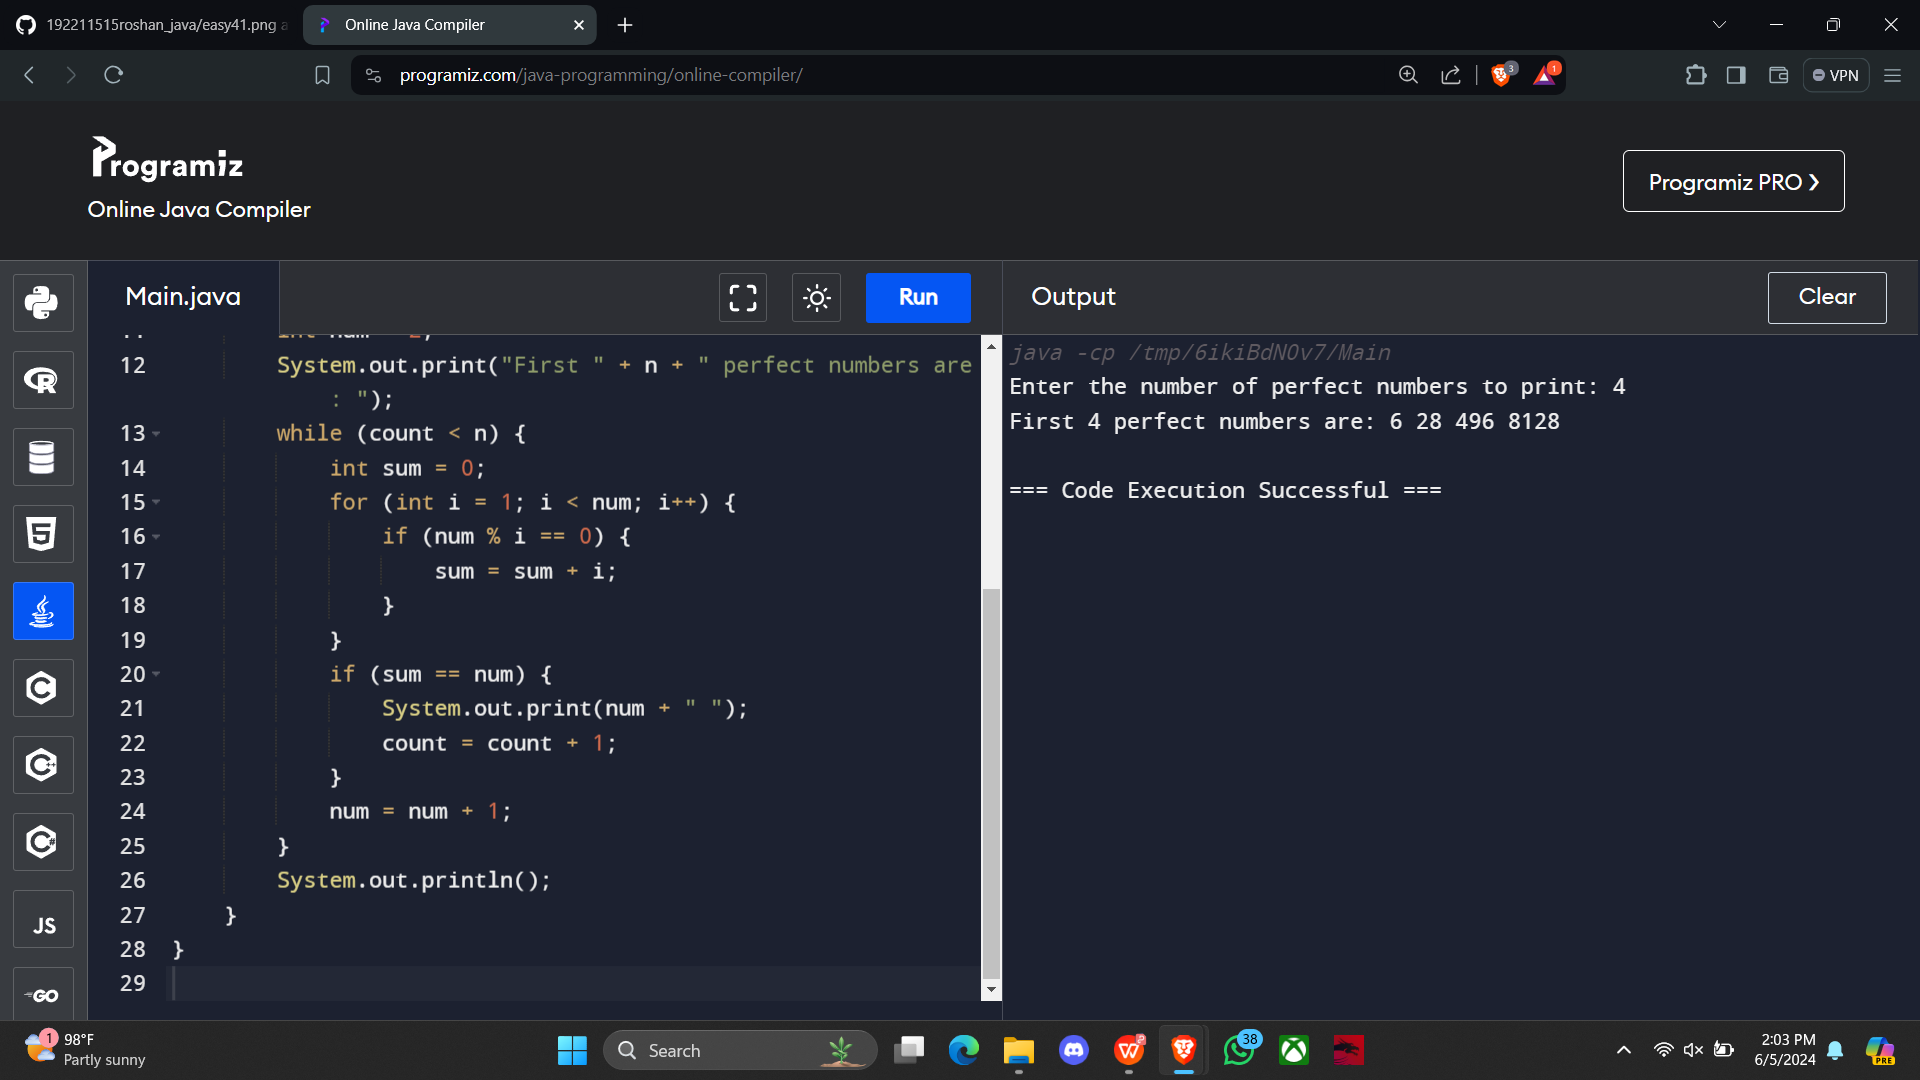 192211515roshan_java/easy41.png a
Online Java Compiler
programiz.com/java-programming/online-compiler/
3
1
VPN
Programiz
Online Java Compiler
Programiz PRO ❯
Main.java
Run
Output
Clear
12 System.out.print("First " + n + " perfect numbers are
: ");
13 while (count < n) {
14 int sum = 0;
15 for (int i = 1; i < num; i++) {
16 if (num % i == 0) {
17 sum = sum + i;
18 }
19 }
20 if (sum == num) {
21 System.out.print(num + " ");
22 count = count + 1;
23 }
24 num = num + 1;
25 }
26 System.out.println();
27 }
28 }
29
java -cp /tmp/6ikiBdNOv7/Main
Enter the number of perfect numbers to print: 4
First 4 perfect numbers are: 6 28 496 8128
=== Code Execution Successful ===
JS
GO
1
98°F
Partly sunny
Search
38
2:03 PM
6/5/2024
PRE